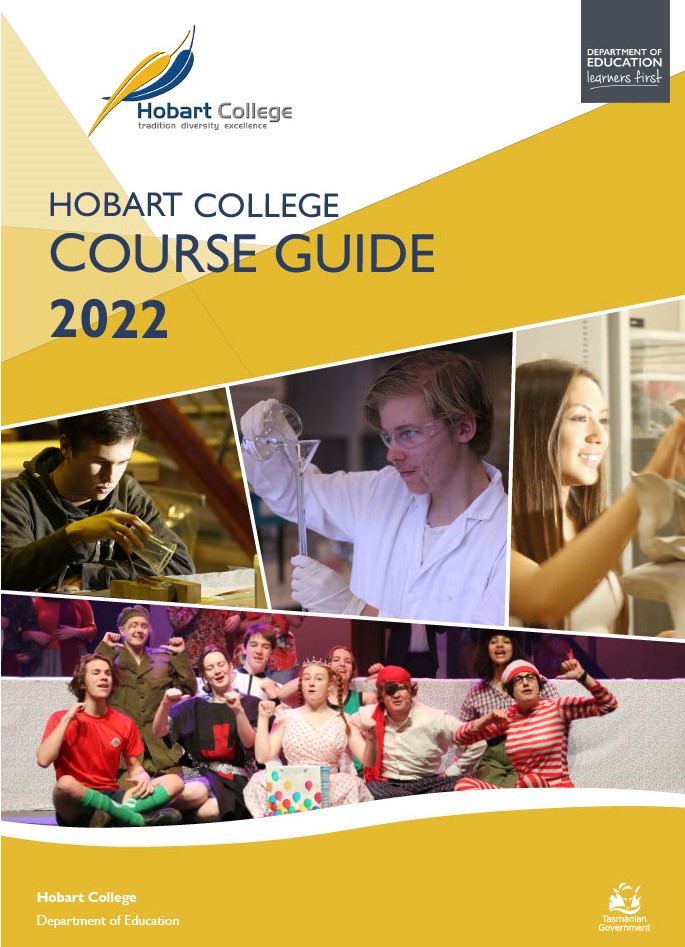 Hobart College
tradition diversity excellence
DEPARTMENT OF
EDUCATION
learners first
HOBART COLLEGE
COURSE GUIDE
2022
Hobart College
Department of Education
Tasmanian
Government